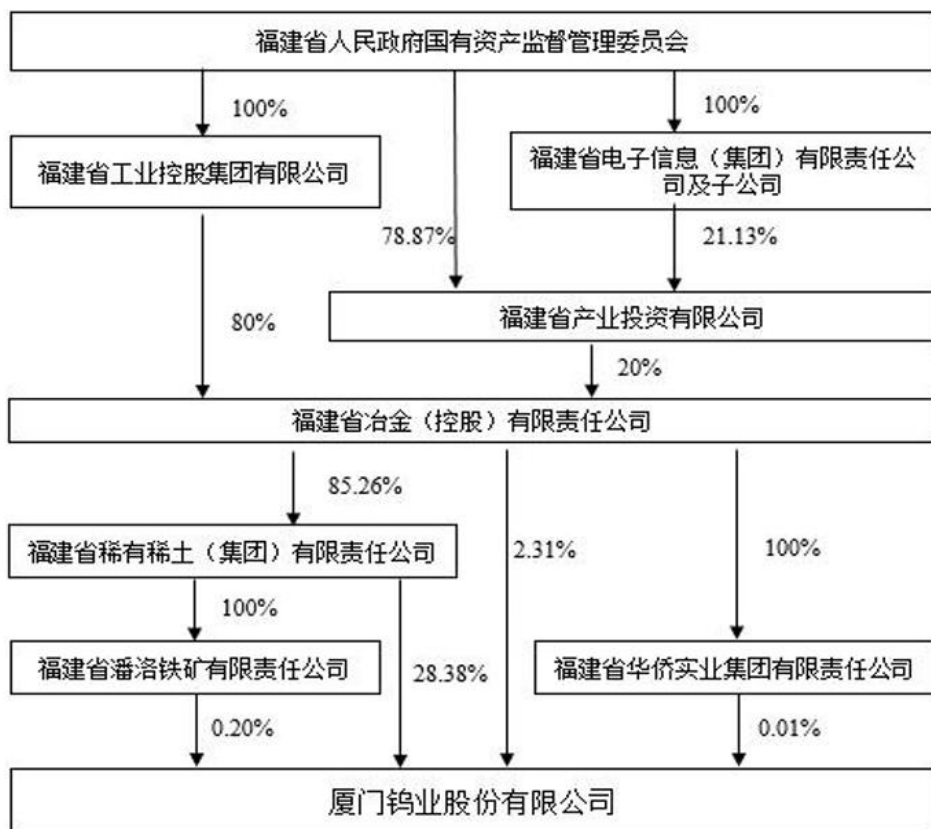 福建省人民政府国有资产监督管理委员会
100%
100%
福建省工业控股集团有限公司
福建省电子信息（集团）有限责任公
司及子公司
78.87%
21.13%
福建省产业投资有限公司
80%
20%
福建省冶金（控股）有限责任公司
85.26%
福建省稀有稀土（集团）有限责任公司
2.31%
100%
100%
福建省潘洛铁矿有限责任公司
28.38%
福建省华侨实业集团有限责任公司
0.20%
0.01%
厦门钨业股份有限公司